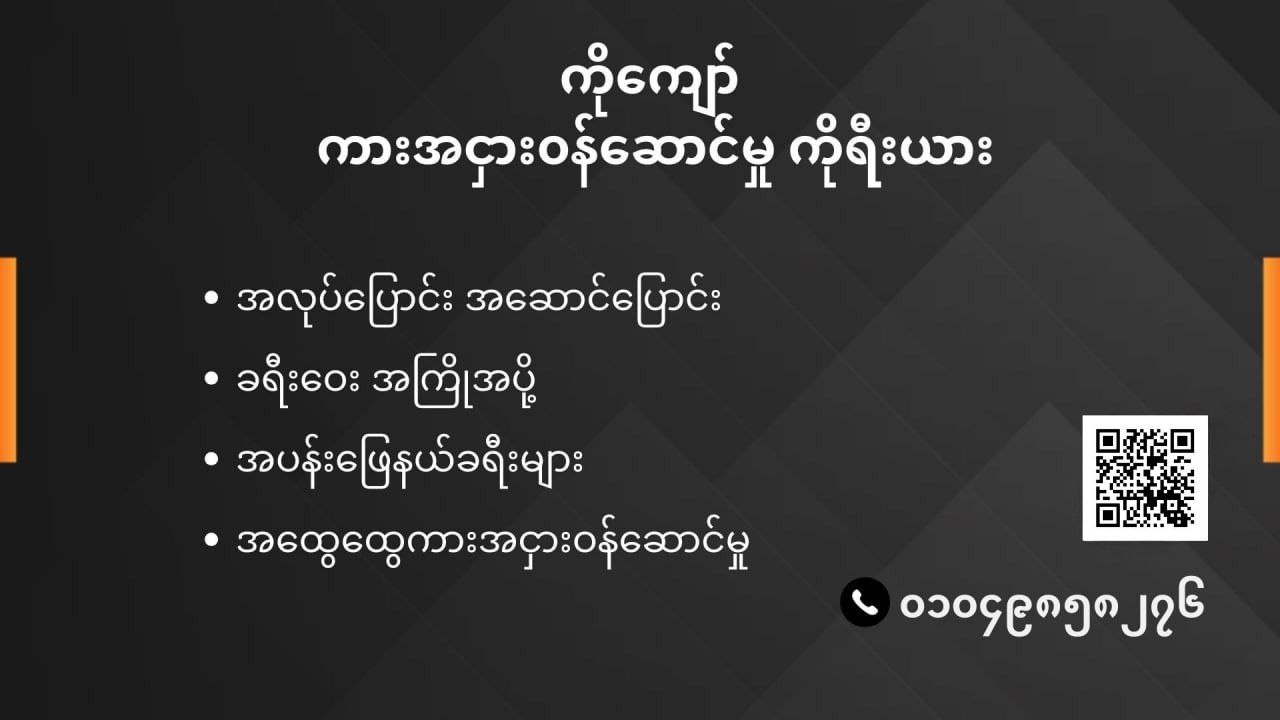 ကိုကျော်
ကားအငှားဝန်ဆောင်မှု ကိုရီးယား
• အလုပ်ပြောင်း အဆောင်ပြောင်း
• ခရီးဝေး အကြိုအပို့
• အပန်းဖြေနယ်ခရီးများ
• အထွေထွေကားအငှားဝန်ဆောင်မှု
၀၁၀၄၉၈၅၈၂၇၆